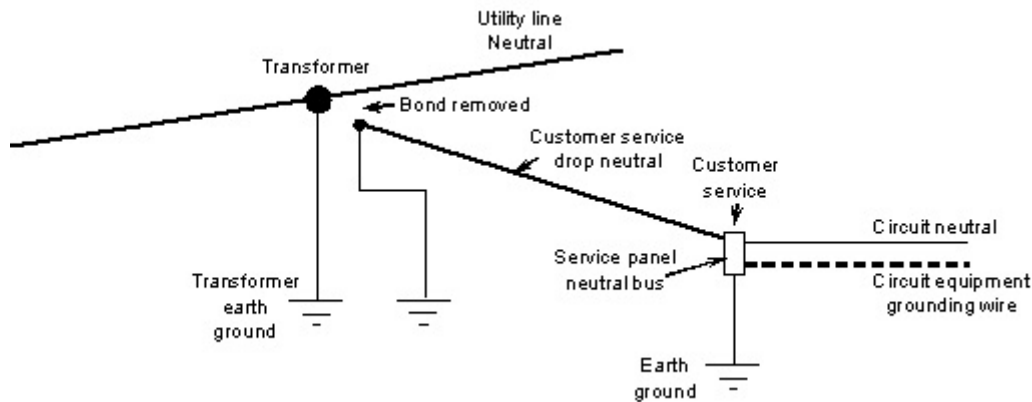 Utility line
Neutral
Transformer
Bond removed
Customer service
drop neutral
Customer
service
Circuit neutral
Service panel
neutral bus
Circuit equipment
grounding wire
Transformer
earth
ground
Earth
ground